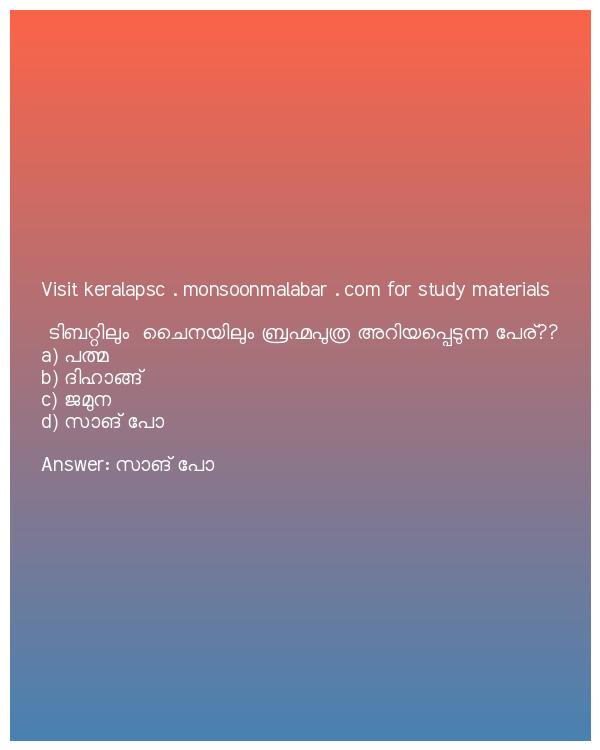 Visit keralapsc . monsoonmalabar . com for study materials
ടിബറ്റിലും ചൈനയിലും ബ്രഹ്മപുത്ര അറിയപ്പെടുന്ന പേര്??
a) പത്മ
b) ദിഹാങ്ങ്
c) ജമുന
d) സാങ് പോ
Answer: സാങ് പോ